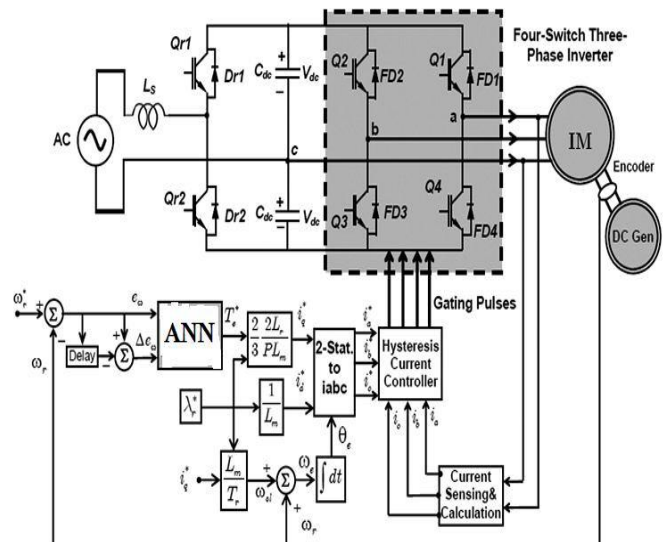 Four-Switch Three-
Phase Inverter
Qr1
Dr1
Cdc
+
−
Vdc
Q2
FD2
Q1
FD1
Ls
AC
a
b
c
IM
Encoder
Qr2
Dr2
Cdc
+
−
Vdc
Q3
FD3
Q4
FD4
DC Gen
Gating Pulses
ωr*
+
Σ
−
eω
ANN
Te*
2/3 2Lr/PLm
iq*
2-Stat.
to
iabc
ia*
ib*
ic*
Hysteresis
Current
Controller
ωr
Delay
−
+
Σ
Δeω
λr*
1/Lm
id*
θe
ic
ib
ia
iq*
Lm/Tr
ωsl
+
Σ
+
ωe
∫dt
ωr
Current
Sensing&
Calculation